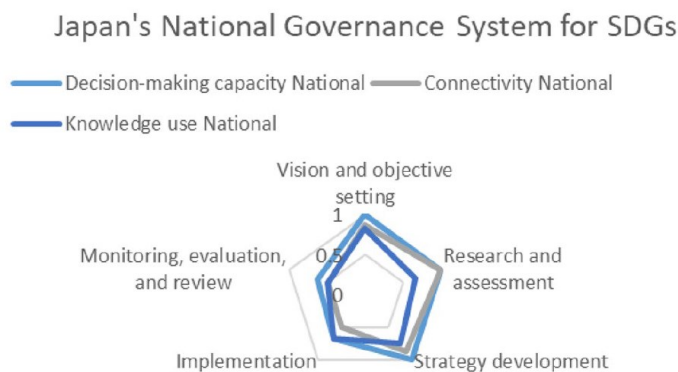 Japan's National Governance System for SDGs
Decision-making capacity National
Connectivity National
Knowledge use National
Vision and objective
setting
1
Monitoring, evaluation,
and review
0.5
0
Research and
assessment
Implementation
Strategy development